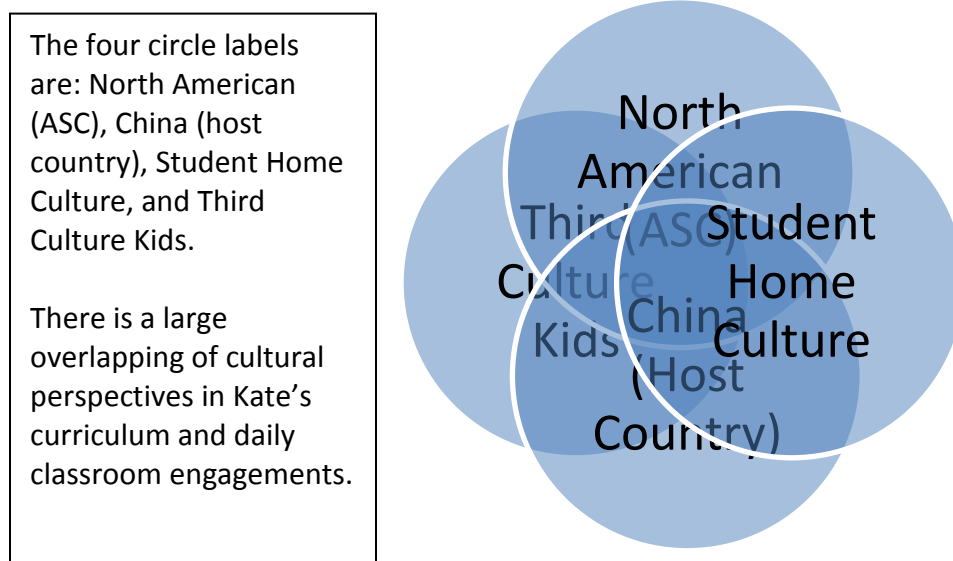 The four circle labels
are: North American
(ASC), China (host
country), Student Home
Culture, and Third
Culture Kids.
There is a large
overlapping of cultural
perspectives in Kate’s
curriculum and daily
classroom engagements.
North
American
(ASC)
Student
Home
Culture
China
(Host
Country)
Third
Culture
Kids